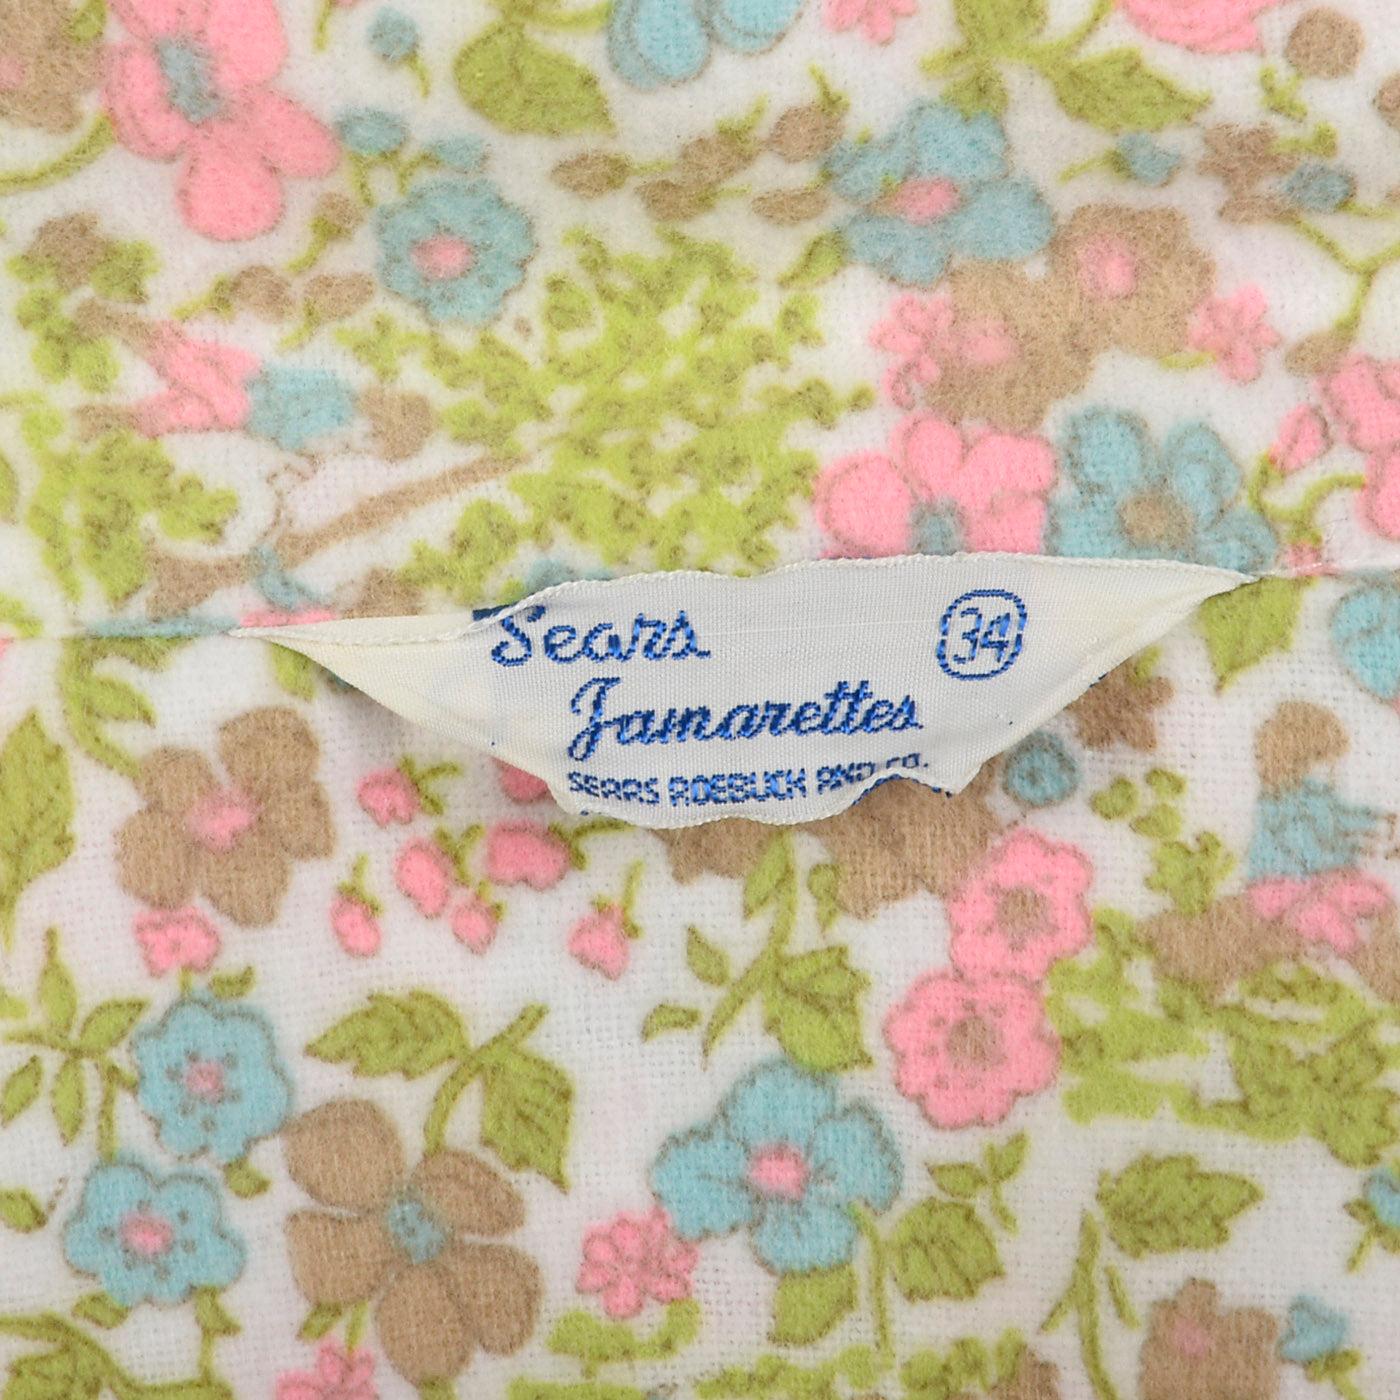 Sears 34
Jamarettes
SEARS ROEBUCK AND CO.